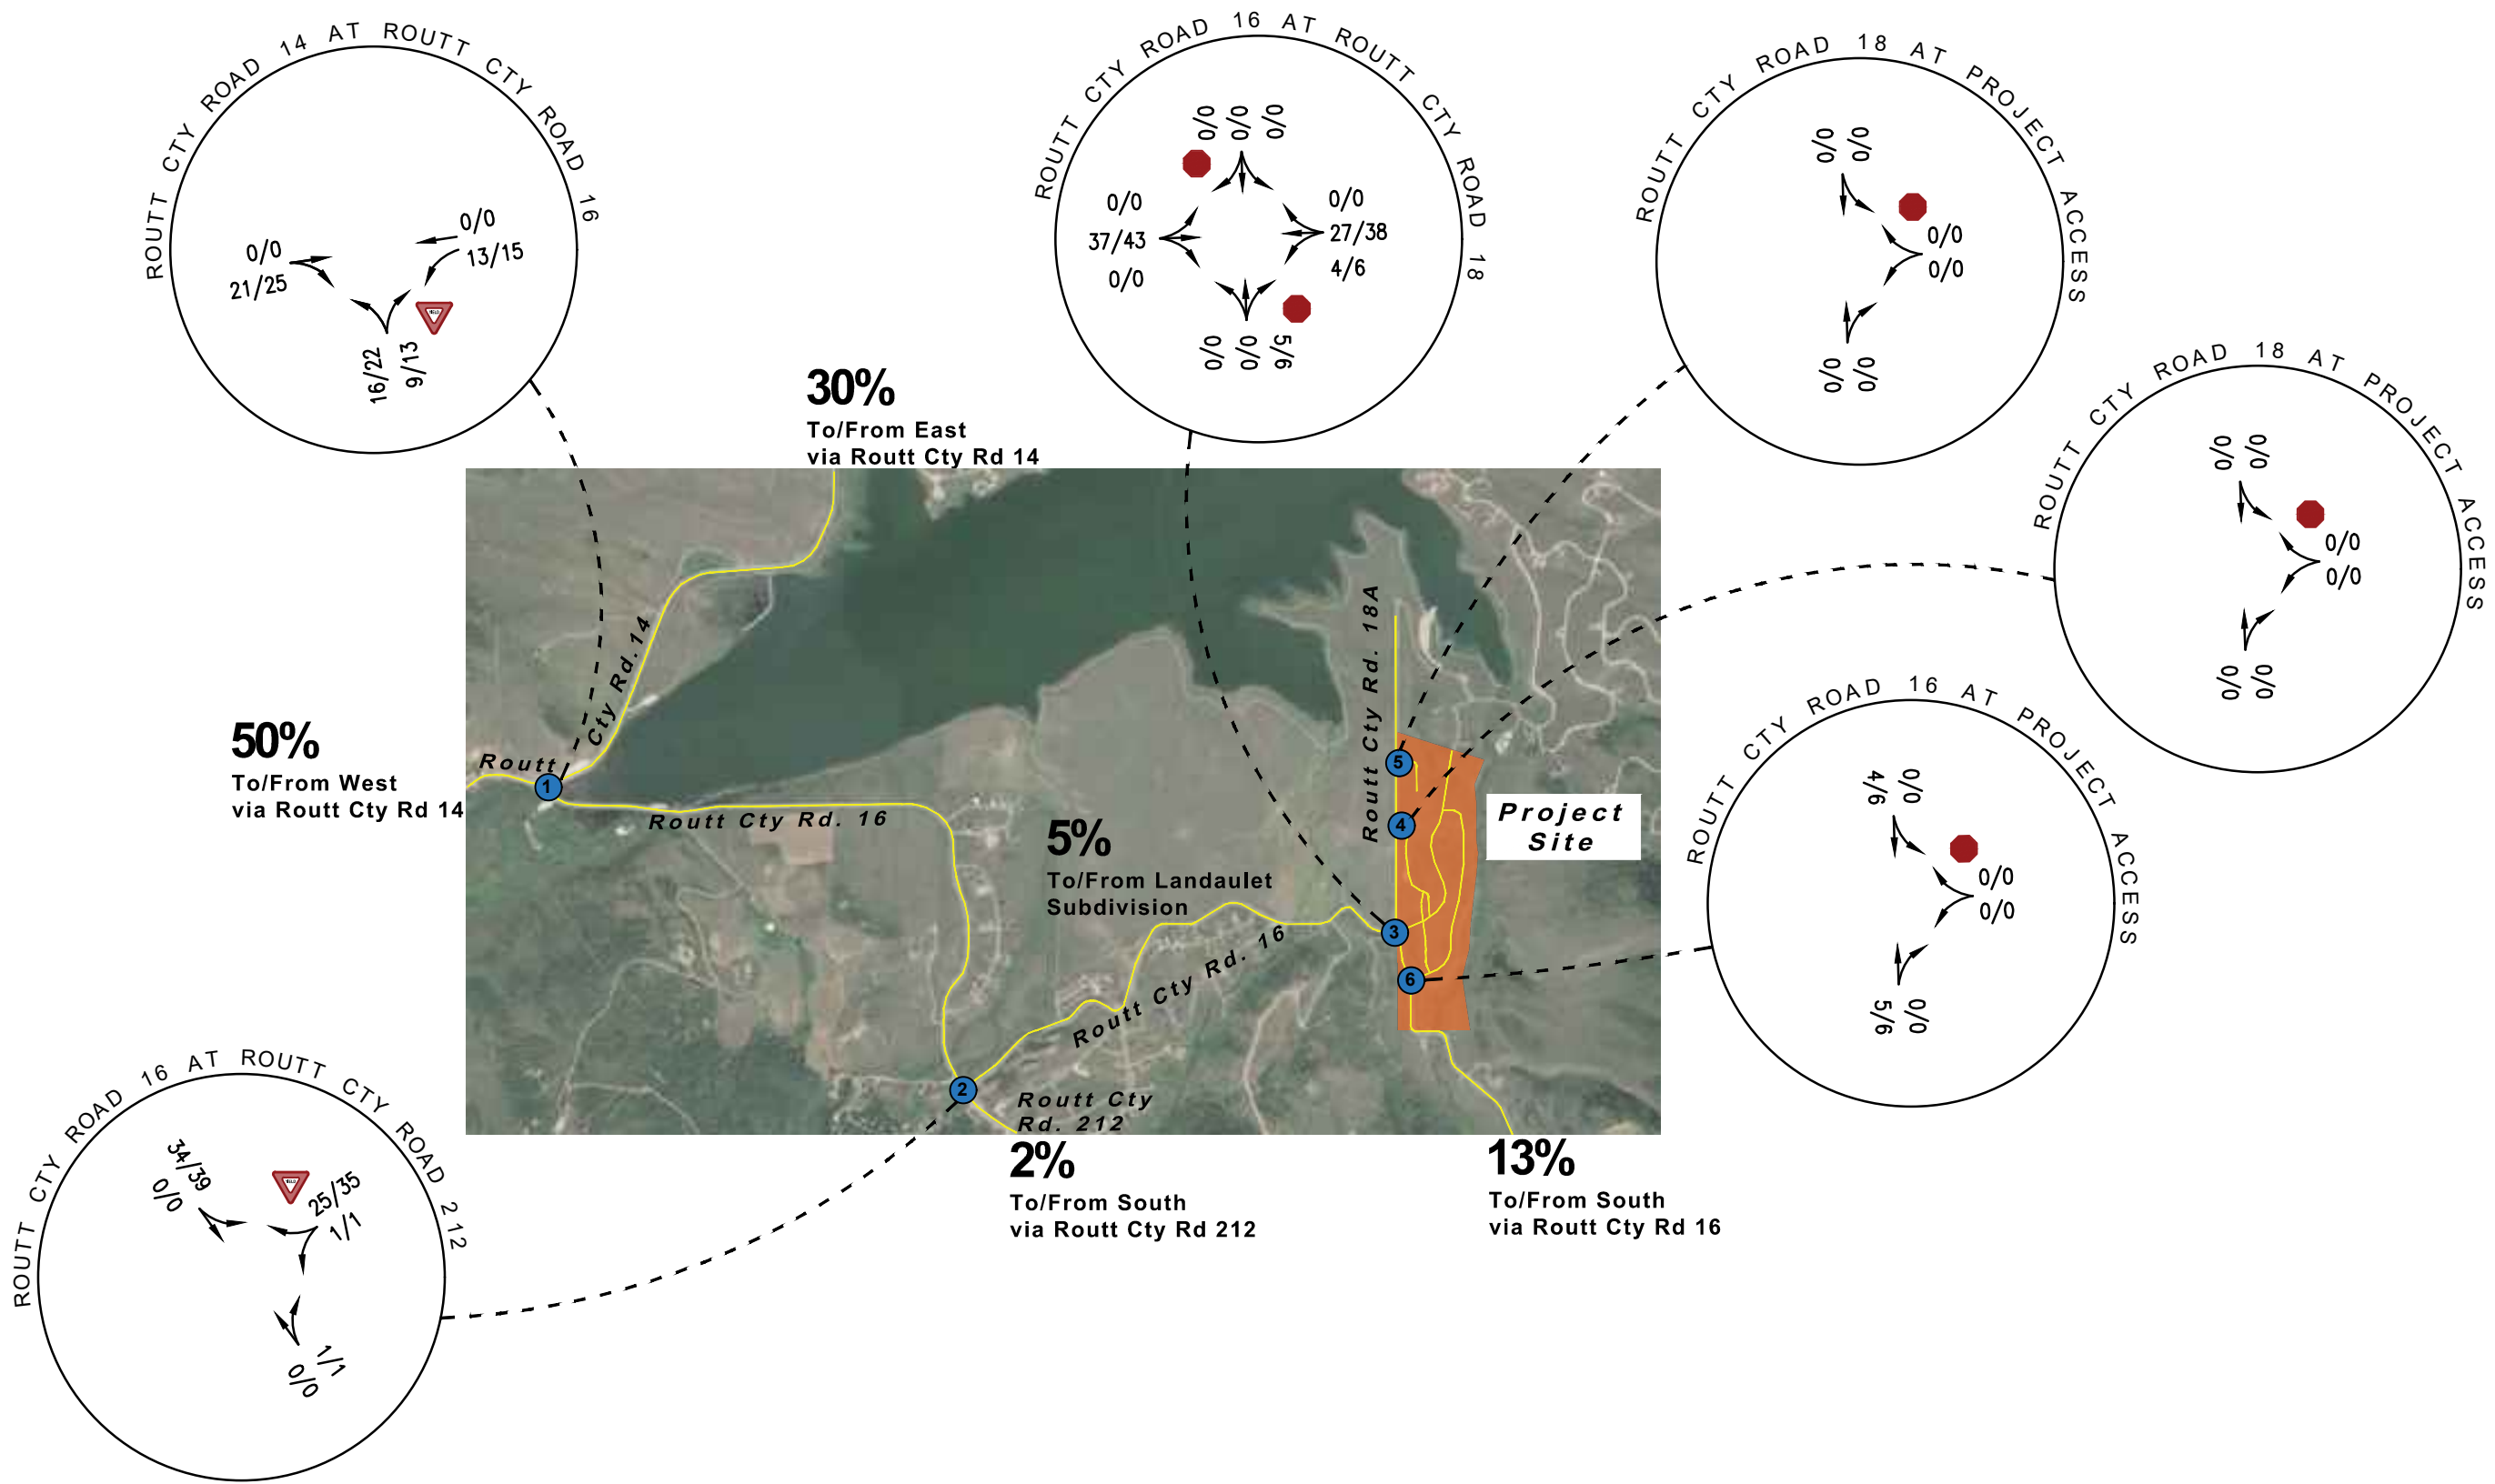 ROUTT CTY ROAD 14 AT ROUTT CTY ROAD 16
0/0
21/25
0/0
13/15
16/22
9/13
YIELD
ROUTT CTY ROAD 16 AT ROUTT CTY ROAD 18
0/0
0/0
0/0
0/0
37/43
0/0
0/0
27/38
4/6
0/0
0/0
5/6
ROUTT CTY ROAD 18 AT PROJECT ACCESS
0/0
0/0
0/0
0/0
0/0
0/0
ROUTT CTY ROAD 18 AT PROJECT ACCESS
0/0
0/0
0/0
0/0
0/0
0/0
ROUTT CTY ROAD 16 AT PROJECT ACCESS
4/6
0/0
0/0
0/0
5/6
0/0
ROUTT CTY ROAD 16 AT ROUTT CTY ROAD 212
34/39
0/0
YIELD
25/35
1/1
0/0
1/1
30%
To/From East
via Routt Cty Rd 14
50%
To/From West
via Routt Cty Rd 14
Routt
Cty Rd.14
1
Routt Cty Rd. 16
5%
To/From Landaulet
Subdivision
Routt Cty Rd. 18A
5
4
3
6
Project
Site
Routt Cty Rd. 16
2
Routt Cty
Rd. 212
2%
To/From South
via Routt Cty Rd 212
13%
To/From South
via Routt Cty Rd 16